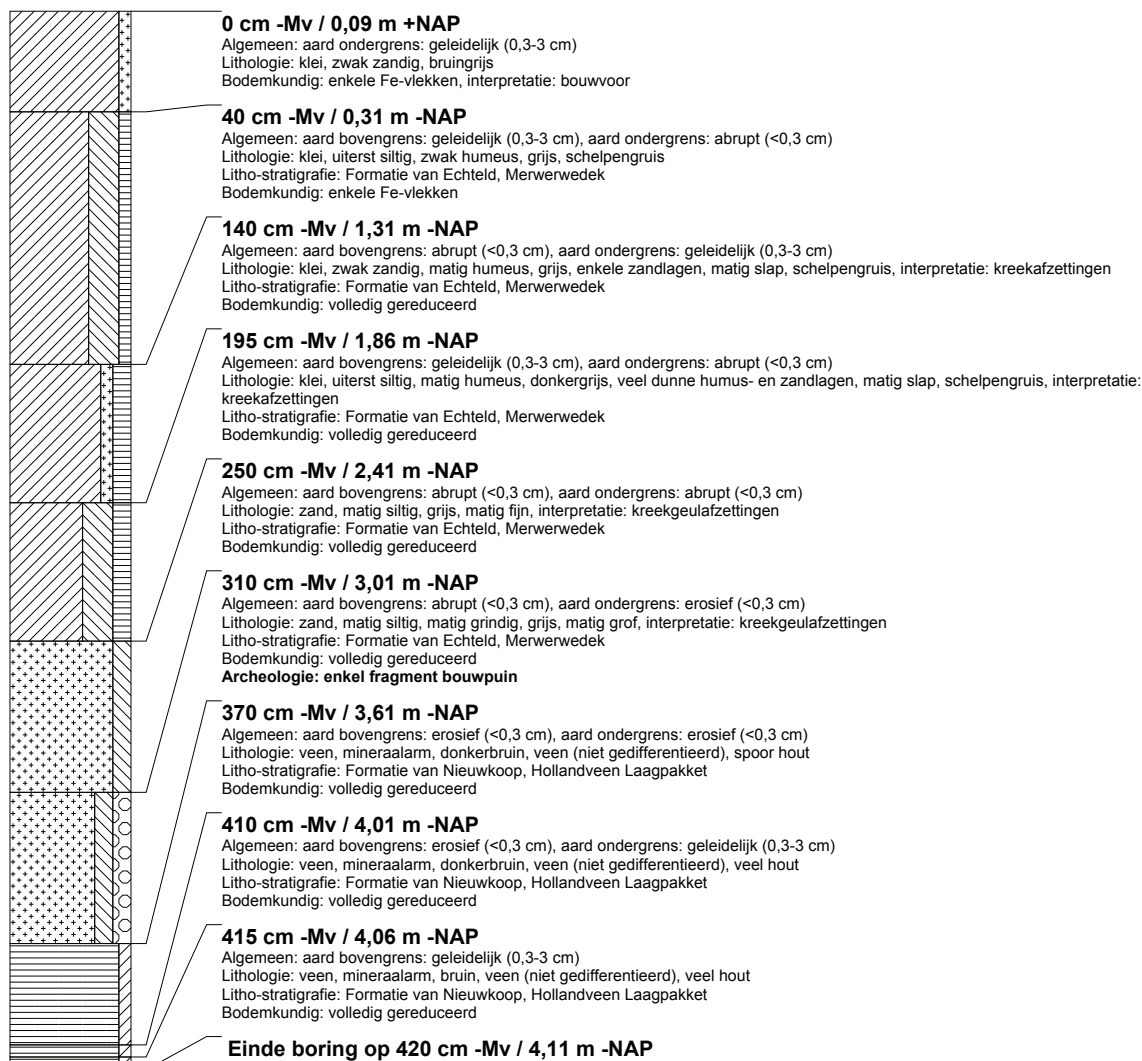 0 cm -Mv / 0,09 m +NAP
Algemeen: aard ondergrens: geleidelijk (0,3-3 cm)
Lithologie: klei, zwak zandig, bruingrijs
Bodemkundig: enkele Fe-vlekken, interpretatie: bouwvoor
40 cm -Mv / 0,31 m -NAP
Algemeen: aard bovengrens: geleidelijk (0,3-3 cm), aard ondergrens: abrupt (<0,3 cm)
Lithologie: klei, uiterst siltig, zwak humeus, grijs, schelpengruis
Litho-stratigrafie: Formatie van Echteld, Merwerwedek
Bodemkundig: enkele Fe-vlekken
140 cm -Mv / 1,31 m -NAP
Algemeen: aard bovengrens: abrupt (<0,3 cm), aard ondergrens: geleidelijk (0,3-3 cm)
Lithologie: klei, zwak zandig, matig humeus, grijs, enkele zandlagen, matig slap, schelpengruis, interpretatie: kreekafzettingen
Litho-stratigrafie: Formatie van Echteld, Merwerwedek
Bodemkundig: volledig gereduceerd
195 cm -Mv / 1,86 m -NAP
Algemeen: aard bovengrens: geleidelijk (0,3-3 cm), aard ondergrens: abrupt (<0,3 cm)
Lithologie: klei, uiterst siltig, matig humeus, donkergrijs, veel dunne humus- en zandlagen, matig slap, schelpengruis, interpretatie:
kreekafzettingen
Litho-stratigrafie: Formatie van Echteld, Merwerwedek
Bodemkundig: volledig gereduceerd
250 cm -Mv / 2,41 m -NAP
Algemeen: aard bovengrens: abrupt (<0,3 cm), aard ondergrens: abrupt (<0,3 cm)
Lithologie: zand, matig siltig, grijs, matig fijn, interpretatie: kreekgeulafzettingen
Litho-stratigrafie: Formatie van Echteld, Merwerwedek
Bodemkundig: volledig gereduceerd
310 cm -Mv / 3,01 m -NAP
Algemeen: aard bovengrens: abrupt (<0,3 cm), aard ondergrens: erosief (<0,3 cm)
Lithologie: zand, matig siltig, matig grindig, grijs, matig grof, interpretatie: kreekgeulafzettingen
Litho-stratigrafie: Formatie van Echteld, Merwerwedek
Bodemkundig: volledig gereduceerd
Archeologie: enkel fragment bouwpuin
370 cm -Mv / 3,61 m -NAP
Algemeen: aard bovengrens: erosief (<0,3 cm), aard ondergrens: erosief (<0,3 cm)
Lithologie: veen, mineraalarm, donkerbruin, veen (niet gedifferentieerd), spoor hout
Litho-stratigrafie: Formatie van Nieuwkoop, Hollandveen Laagpakket
Bodemkundig: volledig gereduceerd
410 cm -Mv / 4,01 m -NAP
Algemeen: aard bovengrens: erosief (<0,3 cm), aard ondergrens: geleidelijk (0,3-3 cm)
Lithologie: veen, mineraalarm, donkerbruin, veen (niet gedifferentieerd), veel hout
Litho-stratigrafie: Formatie van Nieuwkoop, Hollandveen Laagpakket
Bodemkundig: volledig gereduceerd
415 cm -Mv / 4,06 m -NAP
Algemeen: aard bovengrens: geleidelijk (0,3-3 cm)
Lithologie: veen, mineraalarm, bruin, veen (niet gedifferentieerd), veel hout
Litho-stratigrafie: Formatie van Nieuwkoop, Hollandveen Laagpakket
Bodemkundig: volledig gereduceerd
Einde boring op 420 cm -Mv / 4,11 m -NAP